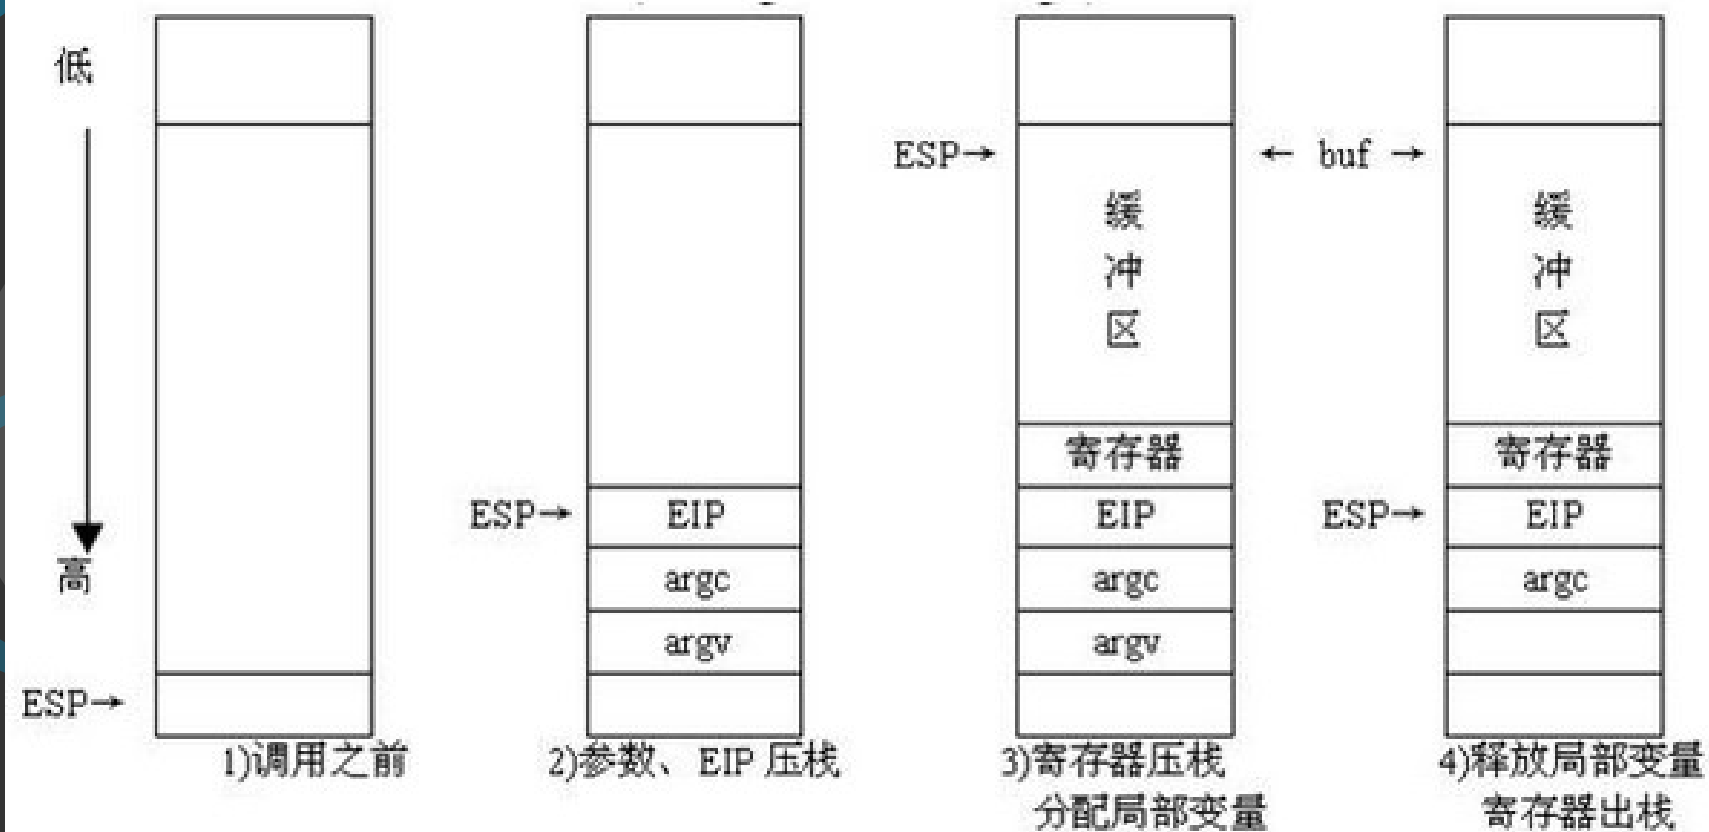 低
高
ESP→
1)调用之前
ESP→
EIP
argc
argv
2)参数、EIP 压栈
ESP→
缓
冲
区
寄存器
EIP
argc
argv
3)寄存器压栈
分配局部变量
← buf →
缓
冲
区
寄存器
ESP→
EIP
argc
4)释放局部变量
寄存器出栈